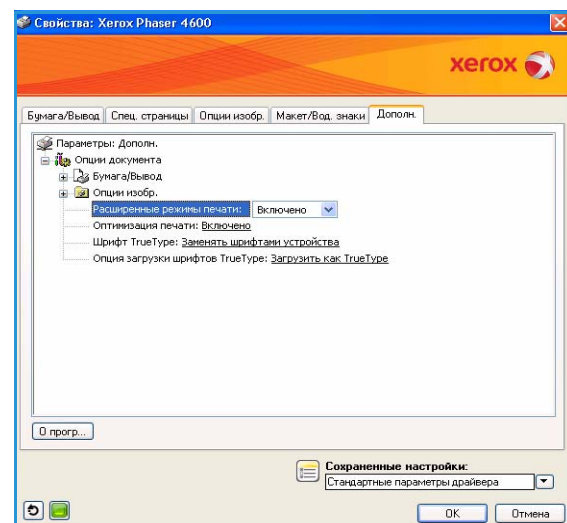 Свойства: Xerox Phaser 4600
xerox
Бумага/Вывод Спец. страницы Опции изобр. Макет/Вод. знаки Дополн.
Параметры: Дополн.
Опции документа
Бумага/Вывод
Опции изобр.
Расширенные режимы печати: Включено
Оптимизация печати: Включено
Шрифт TrueType: Заменять шрифтами устройства
Опция загрузки шрифтов TrueType: Загрузить как TrueType
О прогр...
Сохраненные настройки:
Стандартные параметры драйвера
OK Отмена